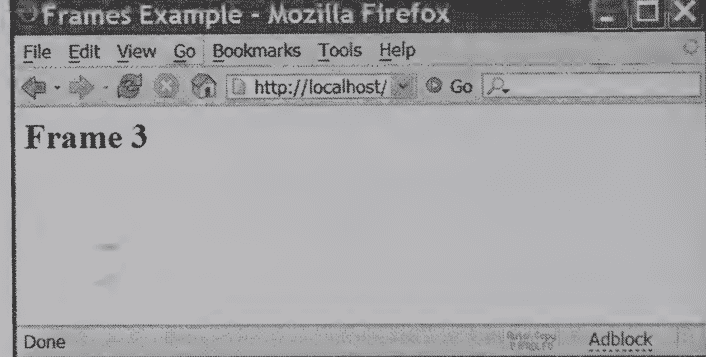 Frames Example - Mozilla Firefox
File Edit View Go Bookmarks Tools Help
http://localhost/ Go
Frame 3
Done Adblock